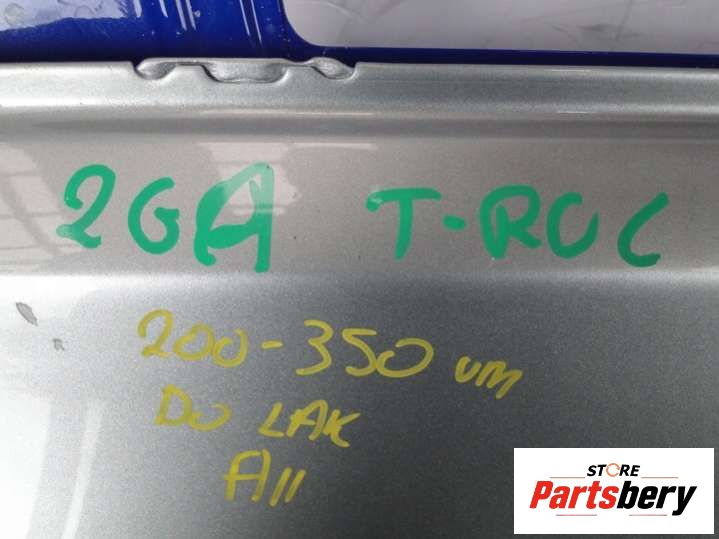 2GA T-ROC
200-350 um
DO LAK
A11
STORE
Partsbery